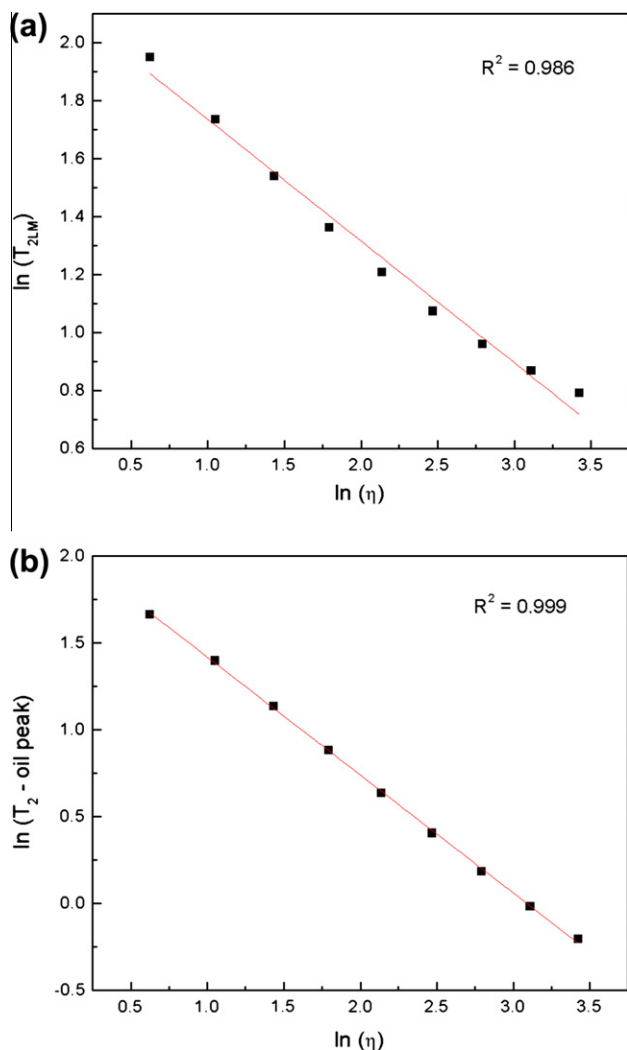 (a)
R² = 0.986
2.0
1.8
1.6
1.4
1.2
1.0
0.8
0.6
ln (T₂LM)
0.5 1.0 1.5 2.0 2.5 3.0 3.5
ln (η)
(b)
R² = 0.999
2.0
1.5
1.0
0.5
0.0
-0.5
ln (T₂ - oil peak)
0.5 1.0 1.5 2.0 2.5 3.0 3.5
ln (η)